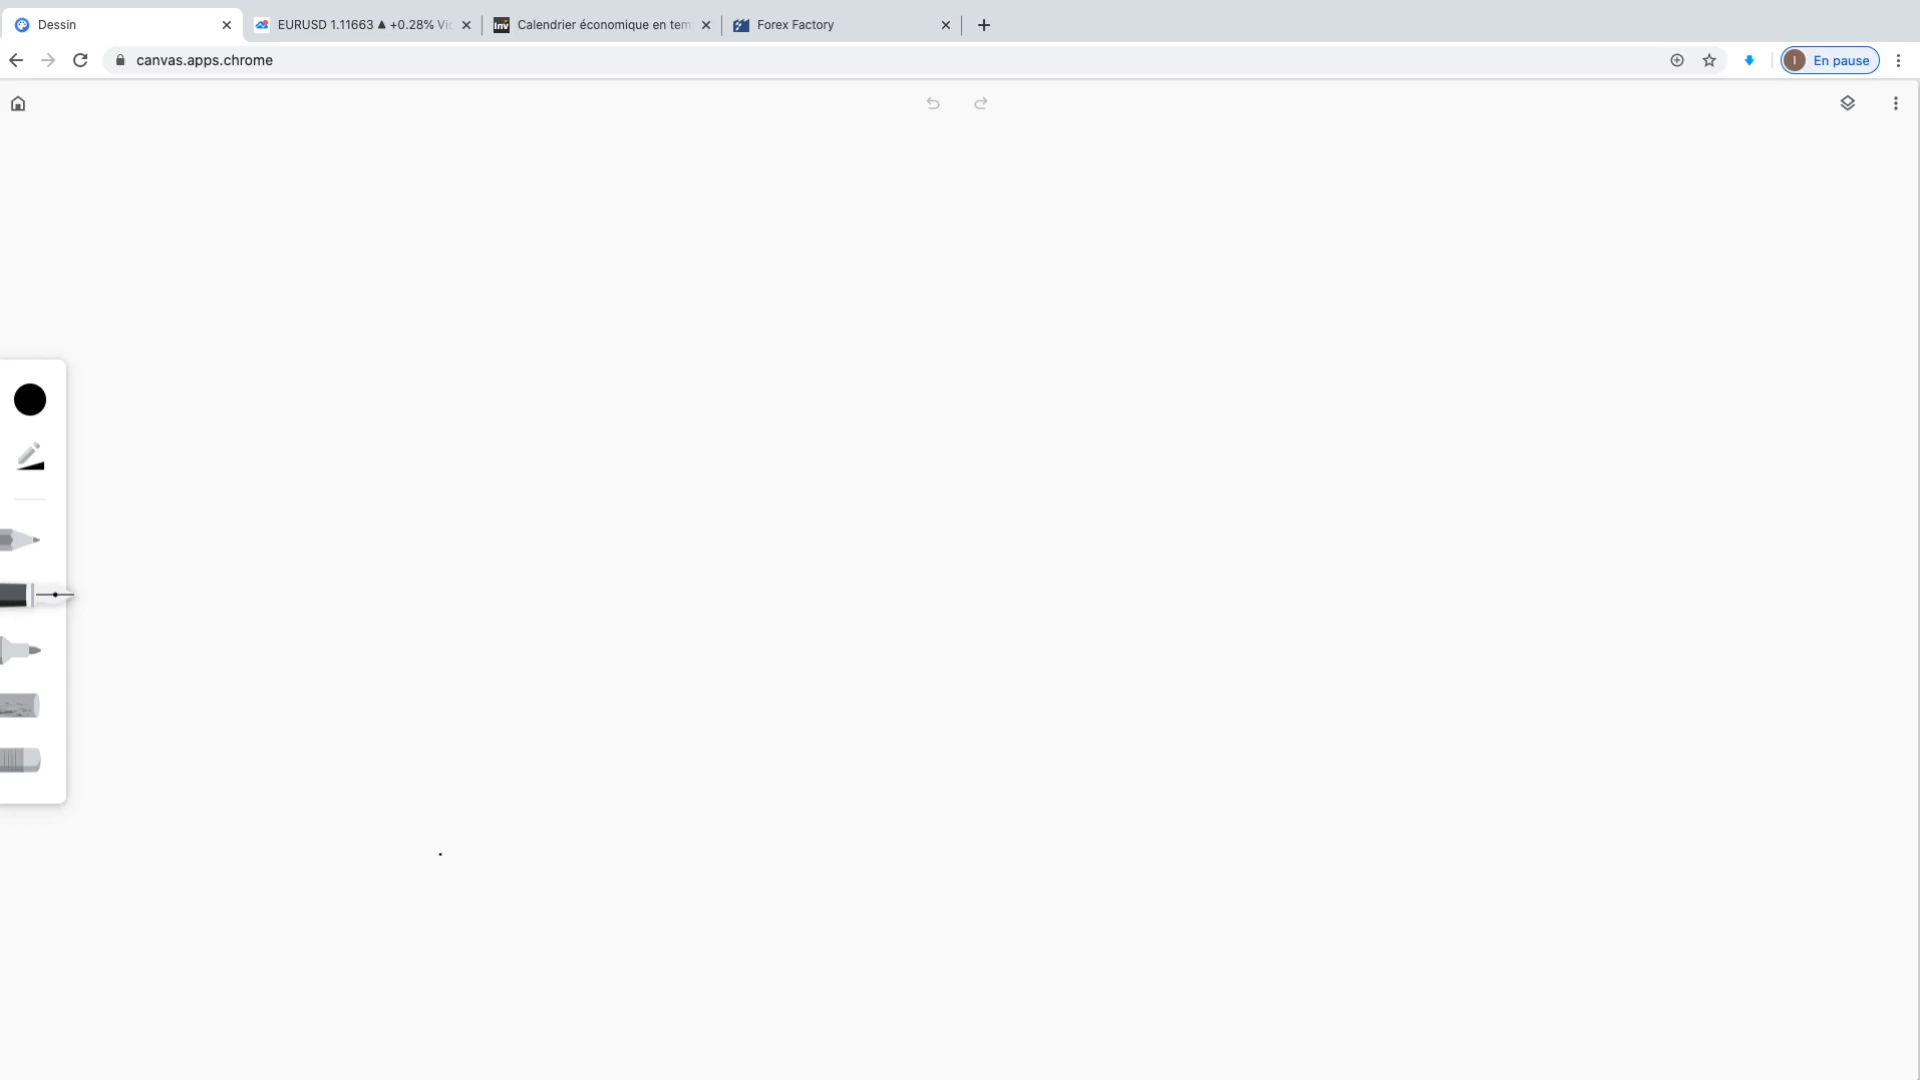 Dessin
EURUSD 1.11663 ▲ +0.28%
Calendrier économique en tem
Forex Factory
canvas.apps.chrome
I
En pause